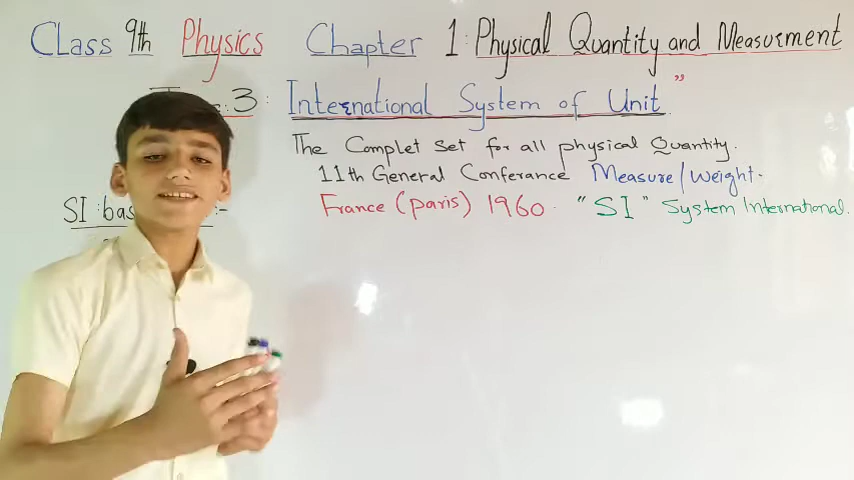 Class 9th Physics Chapter 1: Physical Quantity and Measurment
3: International System of Unit"
The Complet Set for all physical Quantity.
11th General Conferance Measure/Weight.
France (paris) 1960. "SI" System International.
SI:bas :-